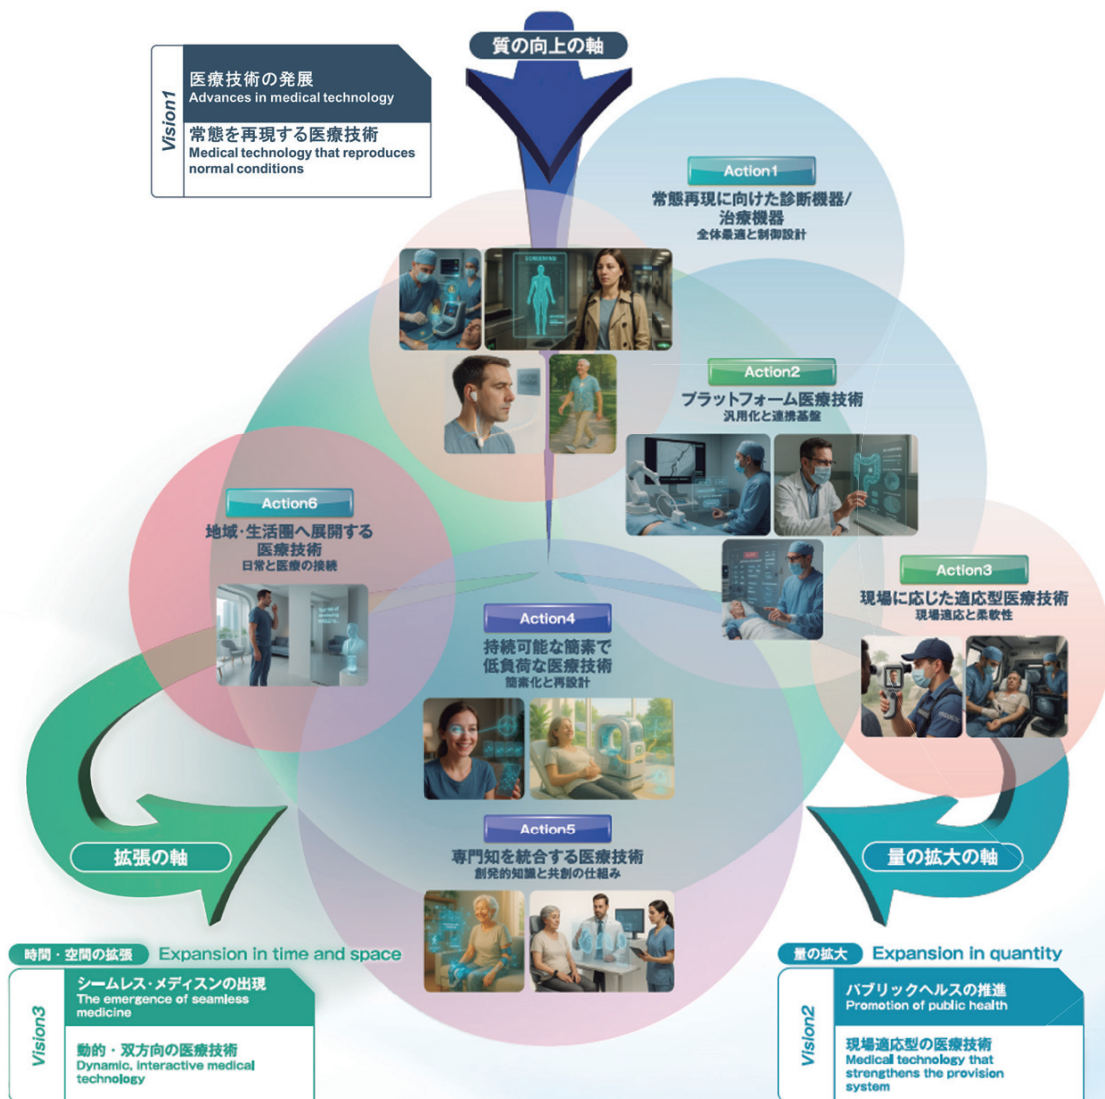 質の向上の軸
Vision1
医療技術の発展
Advances in medical technology
常態を再現する医療技術
Medical technology that reproduces
normal conditions
Action1
常態再現に向けた診断機器/
治療機器
全体最適と制御設計
SCREENING
Action2
プラットフォーム医療技術
汎用化と連携基盤
Action6
地域・生活圏へ展開する
医療技術
日常と医療の接続
Action3
現場に応じた適応型医療技術
現場適応と柔軟性
Action4
持続可能な簡素で
低負荷な医療技術
簡素化と再設計
Action5
専門知を統合する医療技術
創発的知識と共創の仕組み
拡張の軸
量の拡大の軸
時間・空間の拡張 Expansion in time and space
Vision3
シームレス・メディスンの出現
The emergence of seamless
medicine
動的・双方向の医療技術
Dynamic, interactive medical
technology
量の拡大 Expansion in quantity
Vision2
パブリックヘルスの推進
Promotion of public health
現場適応型の医療技術
Medical technology that
strengthens the provision
system